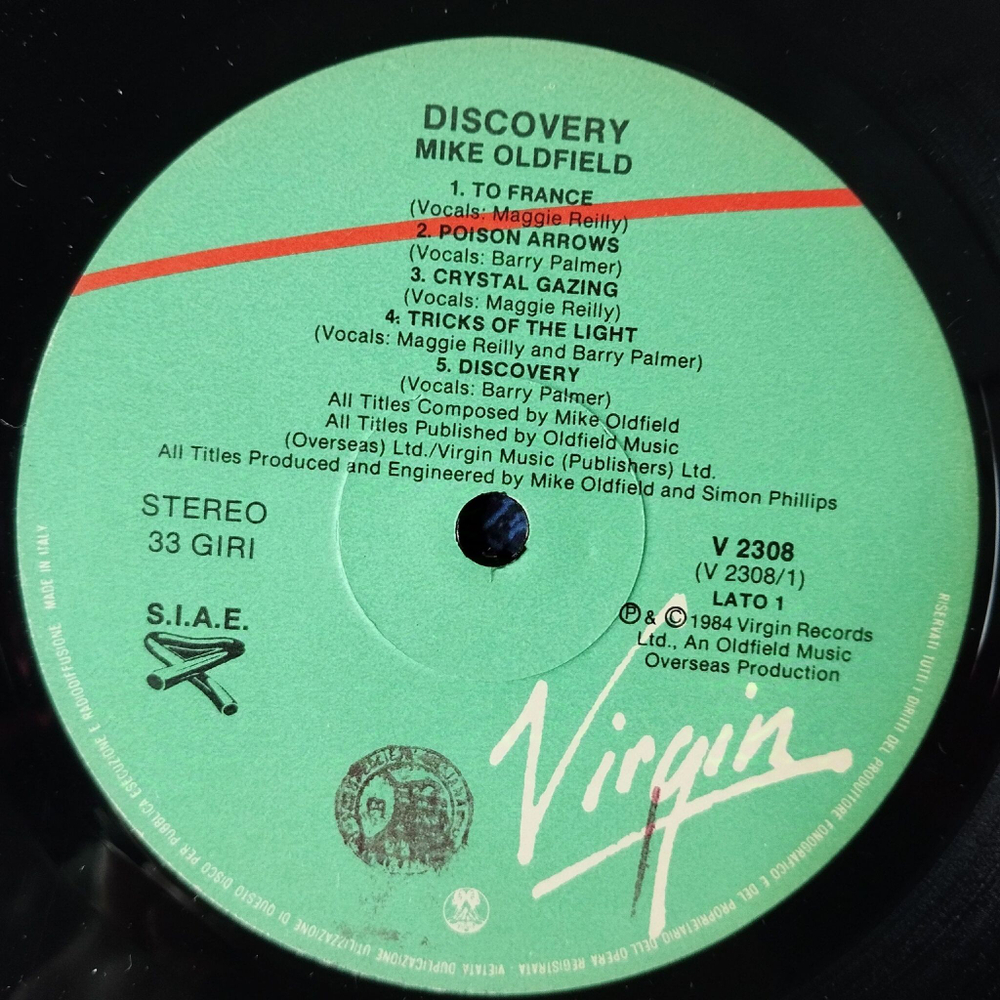 DISCOVERY
MIKE OLDFIELD
1. TO FRANCE
(Vocals: Maggie Reilly)
2. POISON ARROWS
(Vocals: Barry Palmer)
3. CRYSTAL GAZING
(Vocals: Maggie Reilly)
4. TRICKS OF THE LIGHT
(Vocals: Maggie Reilly and Barry Palmer)
5. DISCOVERY
(Vocals: Barry Palmer)
All Titles Composed by Mike Oldfield
All Titles Published by Oldfield Music
(Overseas) Ltd./Virgin Music (Publishers) Ltd.
All Titles Produced and Engineered by Mike Oldfield and Simon Phillips
STEREO
33 GIRI
S.I.A.E.
V 2308
(V 2308/1)
LATO 1
℗ & © 1984 Virgin Records
Ltd., An Oldfield Music
Overseas Production
Virgin
RISERVATI TUTTI I DIRITTI DEL PRODUTTORE FONOGRAFICO E DEL PROPRIETARIO DELL'OPERA REGISTRATA · VIETATA DUPLICAZIONE UTILIZZAZIONE DI QUESTO DISCO PER PUBBLICA ESECUZIONE E RADIODIFFUSIONE MADE IN ITALY